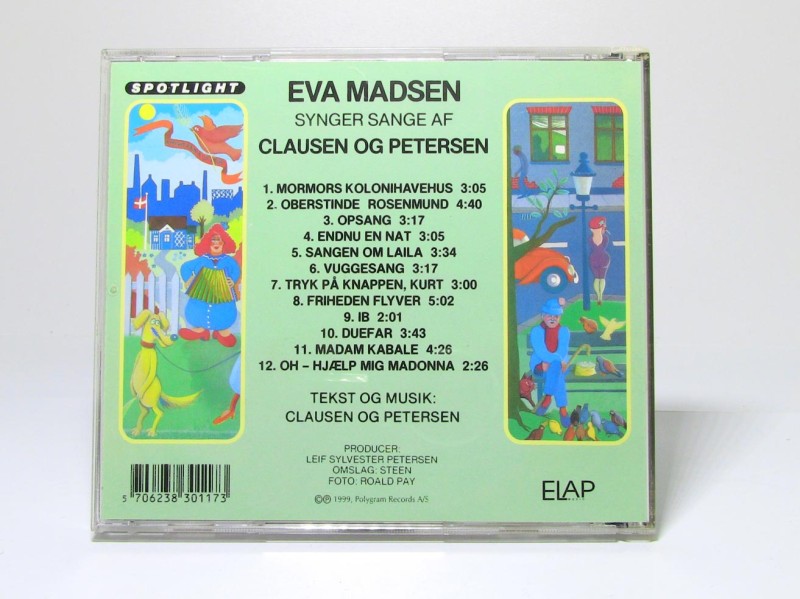 SPOTLIGHT
EVA MADSEN
SYNGER SANGE AF
CLAUSEN OG PETERSEN
1. MORMORS KOLONIHAVEHUS 3:05
2. OBERSTINDE ROSENMUND 4:40
3. OPSANG 3:17
4. ENDNU EN NAT 3:05
5. SANGEN OM LAILA 3:34
6. VUGGESANG 3:17
7. TRYK PÅ KNAPPEN, KURT 3:00
8. FRIHEDEN FLYVER 5:02
9. IB 2:01
10. DUEFAR 3:43
11. MADAM KABALE 4:26
12. OH – HJÆLP MIG MADONNA 2:26
TEKST OG MUSIK:
CLAUSEN OG PETERSEN
PRODUCER:
LEIF SYLVESTER PETERSEN
OMSLAG: STEEN
FOTO: ROALD PAY
©℗ 1999, Polygram Records A/S
5 706238 301173
ELAP
MUSIC